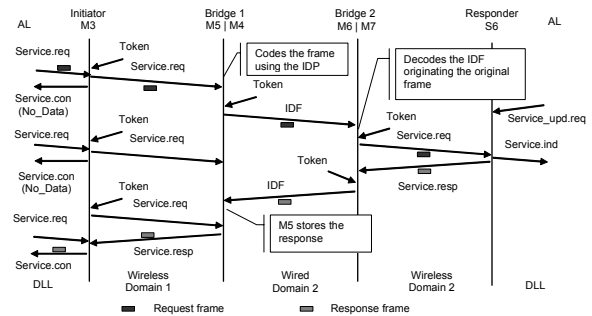 Initiator
M3
Bridge 1
M5 | M4
Bridge 2
M6 | M7
Responder
S6
AL
AL
Service.req
Token
Service.req
Codes the frame
using the IDP
Decodes the IDF
originating the original
frame
Service.con
(No_Data)
Token
IDF
Token
Service_upd.req
Service.req
Token
Service.req
Service.req
Service.ind
Token
Service.con
(No_Data)
Service.resp
IDF
Token
Service.req
Service.req
M5 stores the
response
Service.con
Service.resp
DLL
Wireless
Domain 1
Wired
Domain 2
Wireless
Domain 2
DLL
Request frame
Response frame